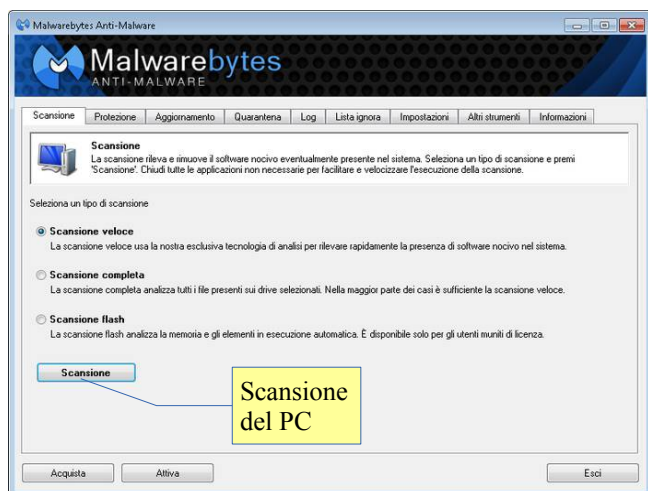 Malwarebytes Anti-Malware
Malwarebytes
ANTI-MALWARE
Scansione Protezione Aggiornamento Quarantena Log Lista ignora Impostazioni Altri strumenti Informazioni
Scansione
La scansione rileva e rimuove il software nocivo eventualmente presente nel sistema. Seleziona un tipo di scansione e premi
'Scansione'. Chiudi tutte le applicazioni non necessarie per facilitare e velocizzare l'esecuzione della scansione.
Seleziona un tipo di scansione
Scansione veloce
La scansione veloce usa la nostra esclusiva tecnologia di analisi per rilevare rapidamente la presenza di software nocivo nel sistema.
Scansione completa
La scansione completa analizza tutti i file presenti sui drive selezionati. Nella maggior parte dei casi è sufficiente la scansione veloce.
Scansione flash
La scansione flash analizza la memoria e gli elementi in esecuzione automatica. È disponibile solo per gli utenti muniti di licenza.
Scansione
Scansione
del PC
Acquista Attiva Esci